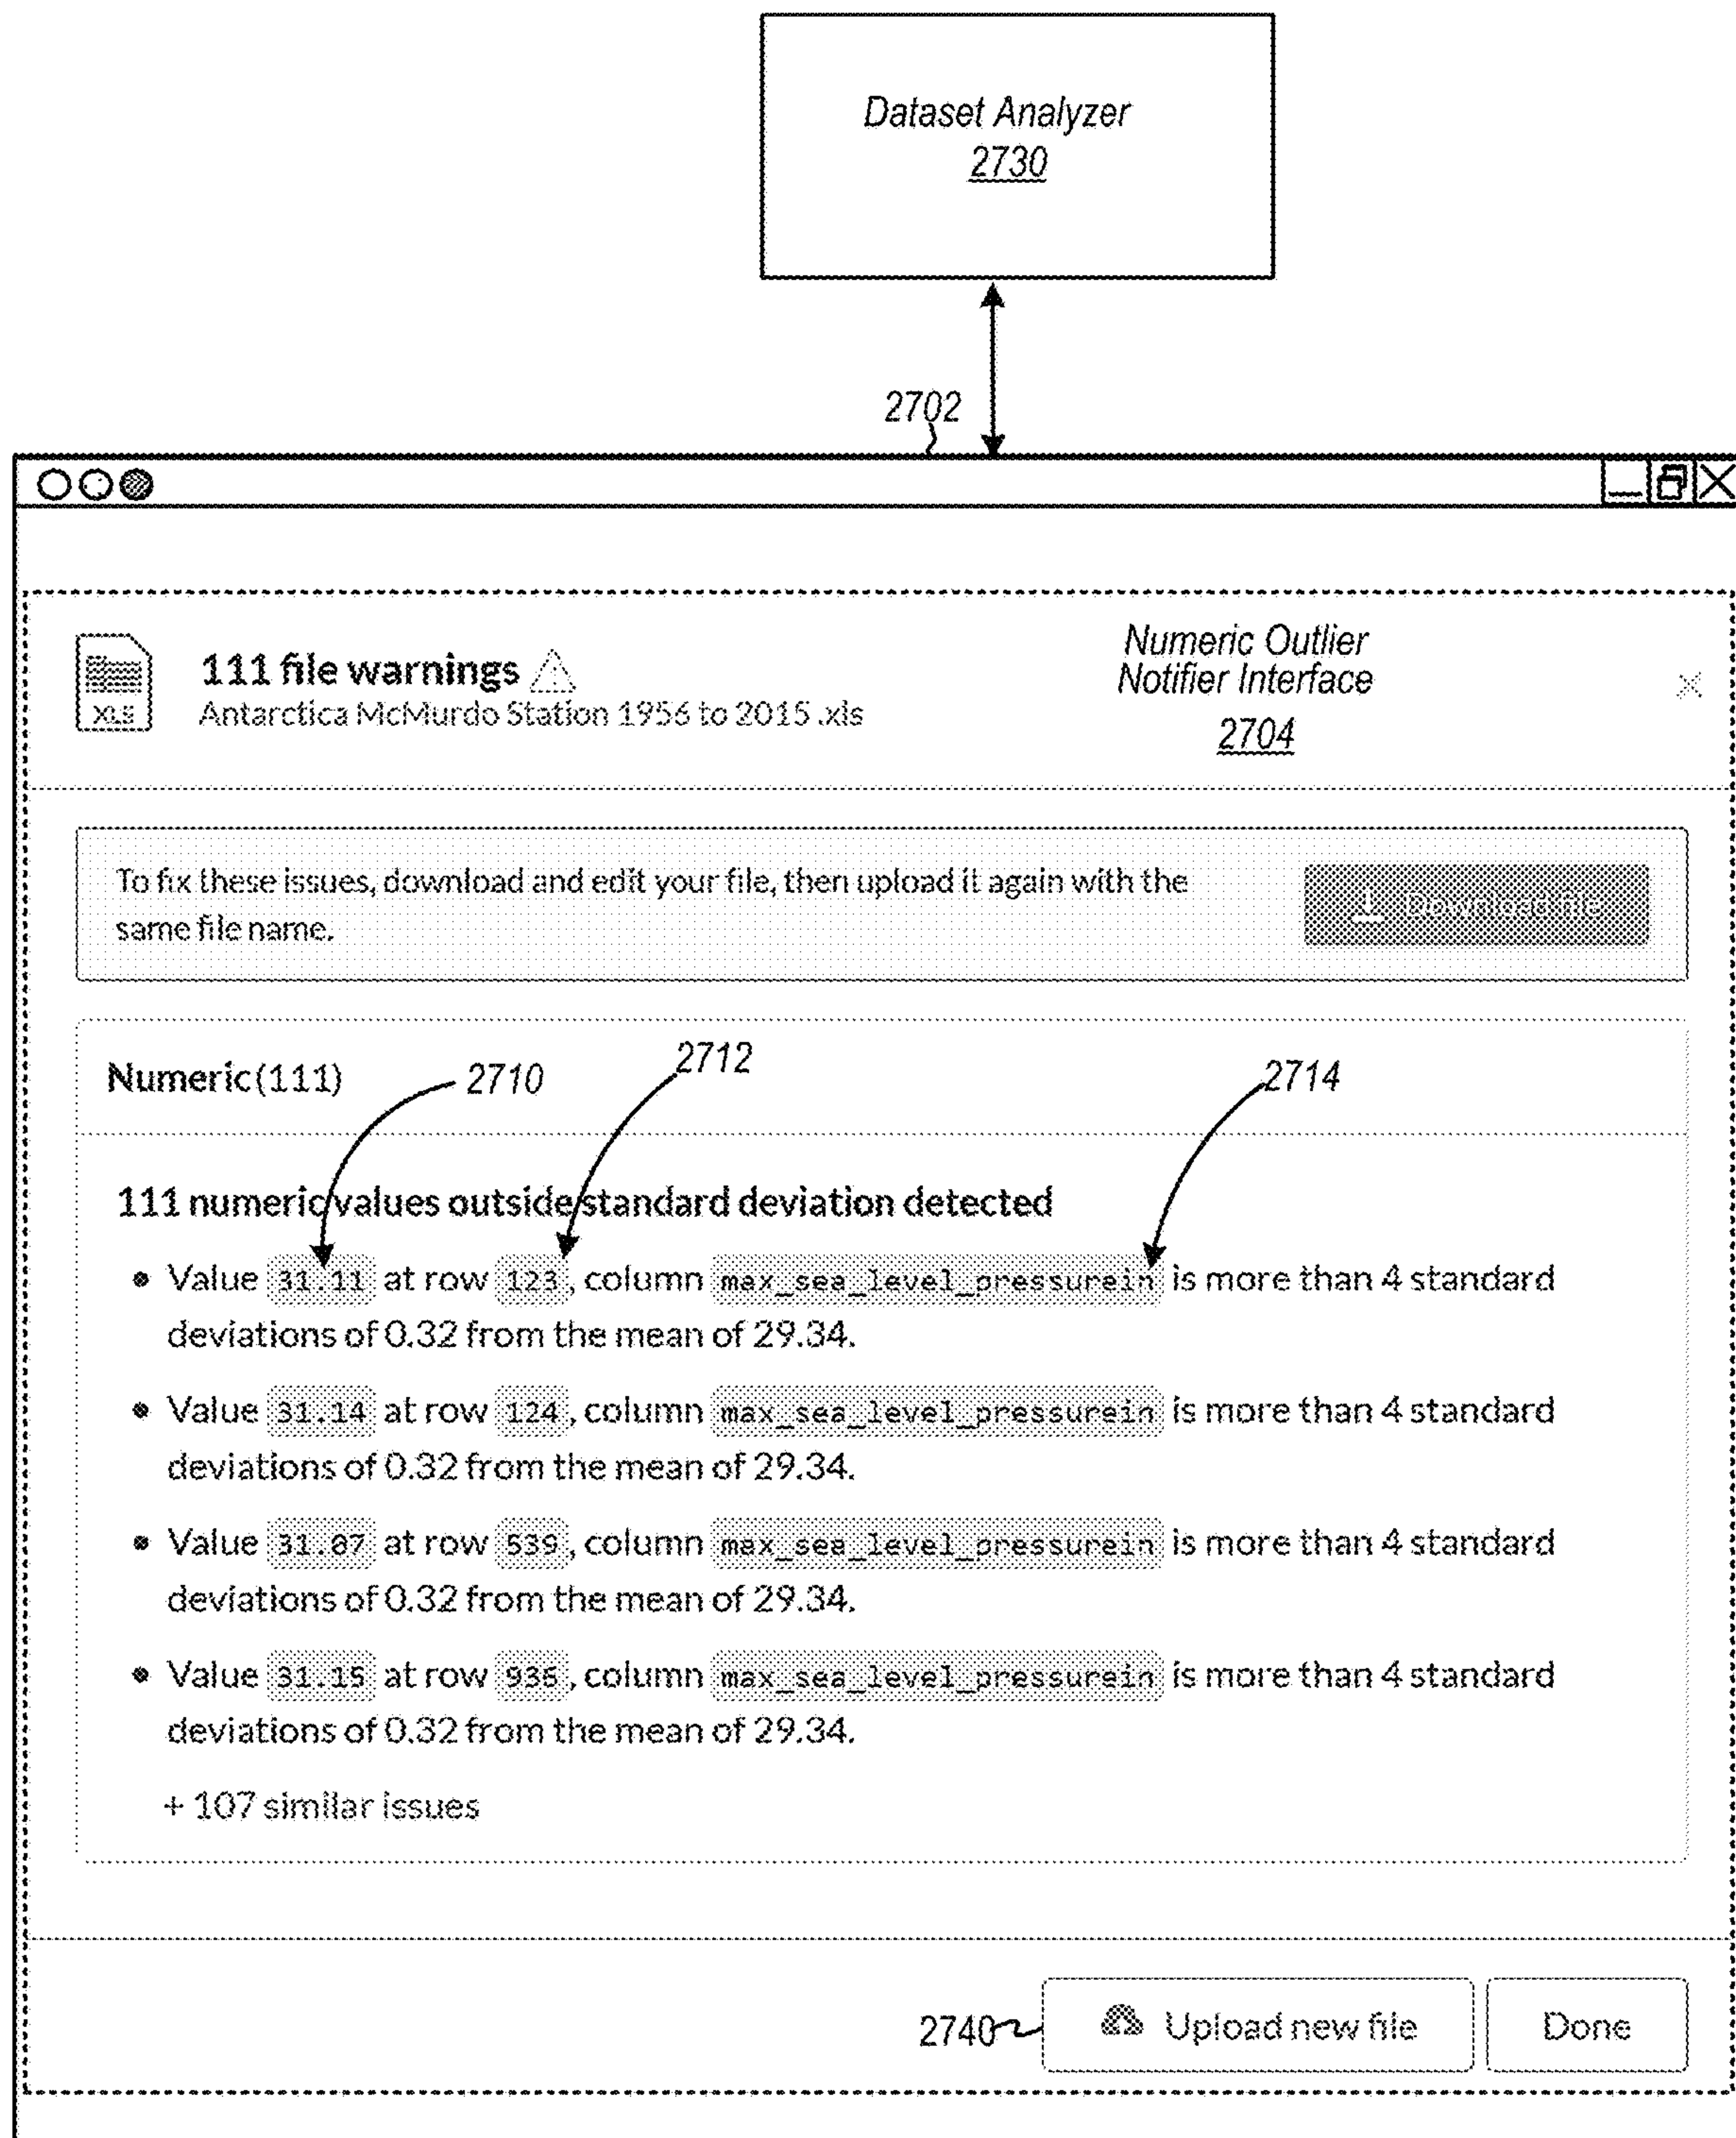 Dataset Analyzer
2730
2702
111 file warnings
Antarctica McMurdo Station 1956 to 2015 .xls
XLS
Numeric Outlier
Notifier Interface
2704
To fix these issues, download and edit your file, then upload it again with the
same file name.
Download file
Numeric (111)
2710
2712
2714
111 numeric values outside standard deviation detected
• Value 31.11 at row 123, column max_sea_level_pressurein is more than 4 standard
deviations of 0.32 from the mean of 29.34.
• Value 31.14 at row 124, column max_sea_level_pressurein is more than 4 standard
deviations of 0.32 from the mean of 29.34.
• Value 31.07 at row 539, column max_sea_level_pressurein is more than 4 standard
deviations of 0.32 from the mean of 29.34.
• Value 31.15 at row 936, column max_sea_level_pressurein is more than 4 standard
deviations of 0.32 from the mean of 29.34.
+ 107 similar issues
2740
Upload new file
Done